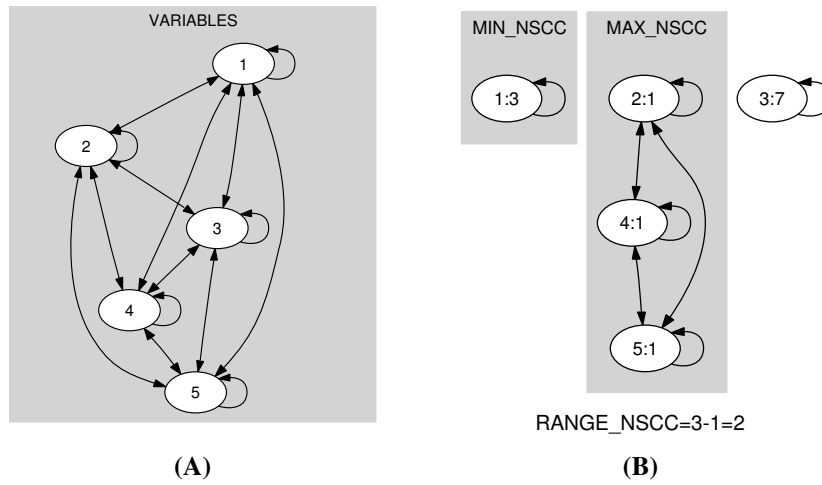 VARIABLES
1
2
3
4
5
(A)
MIN_NSCC
MAX_NSCC
1:3
2:1
3:7
4:1
5:1
RANGE_NSCC=3-1=2
(B)